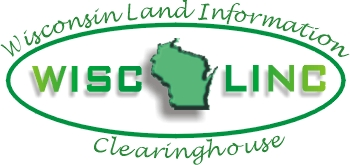 Wisconsin Land Information
WISC LINC
Clearinghouse